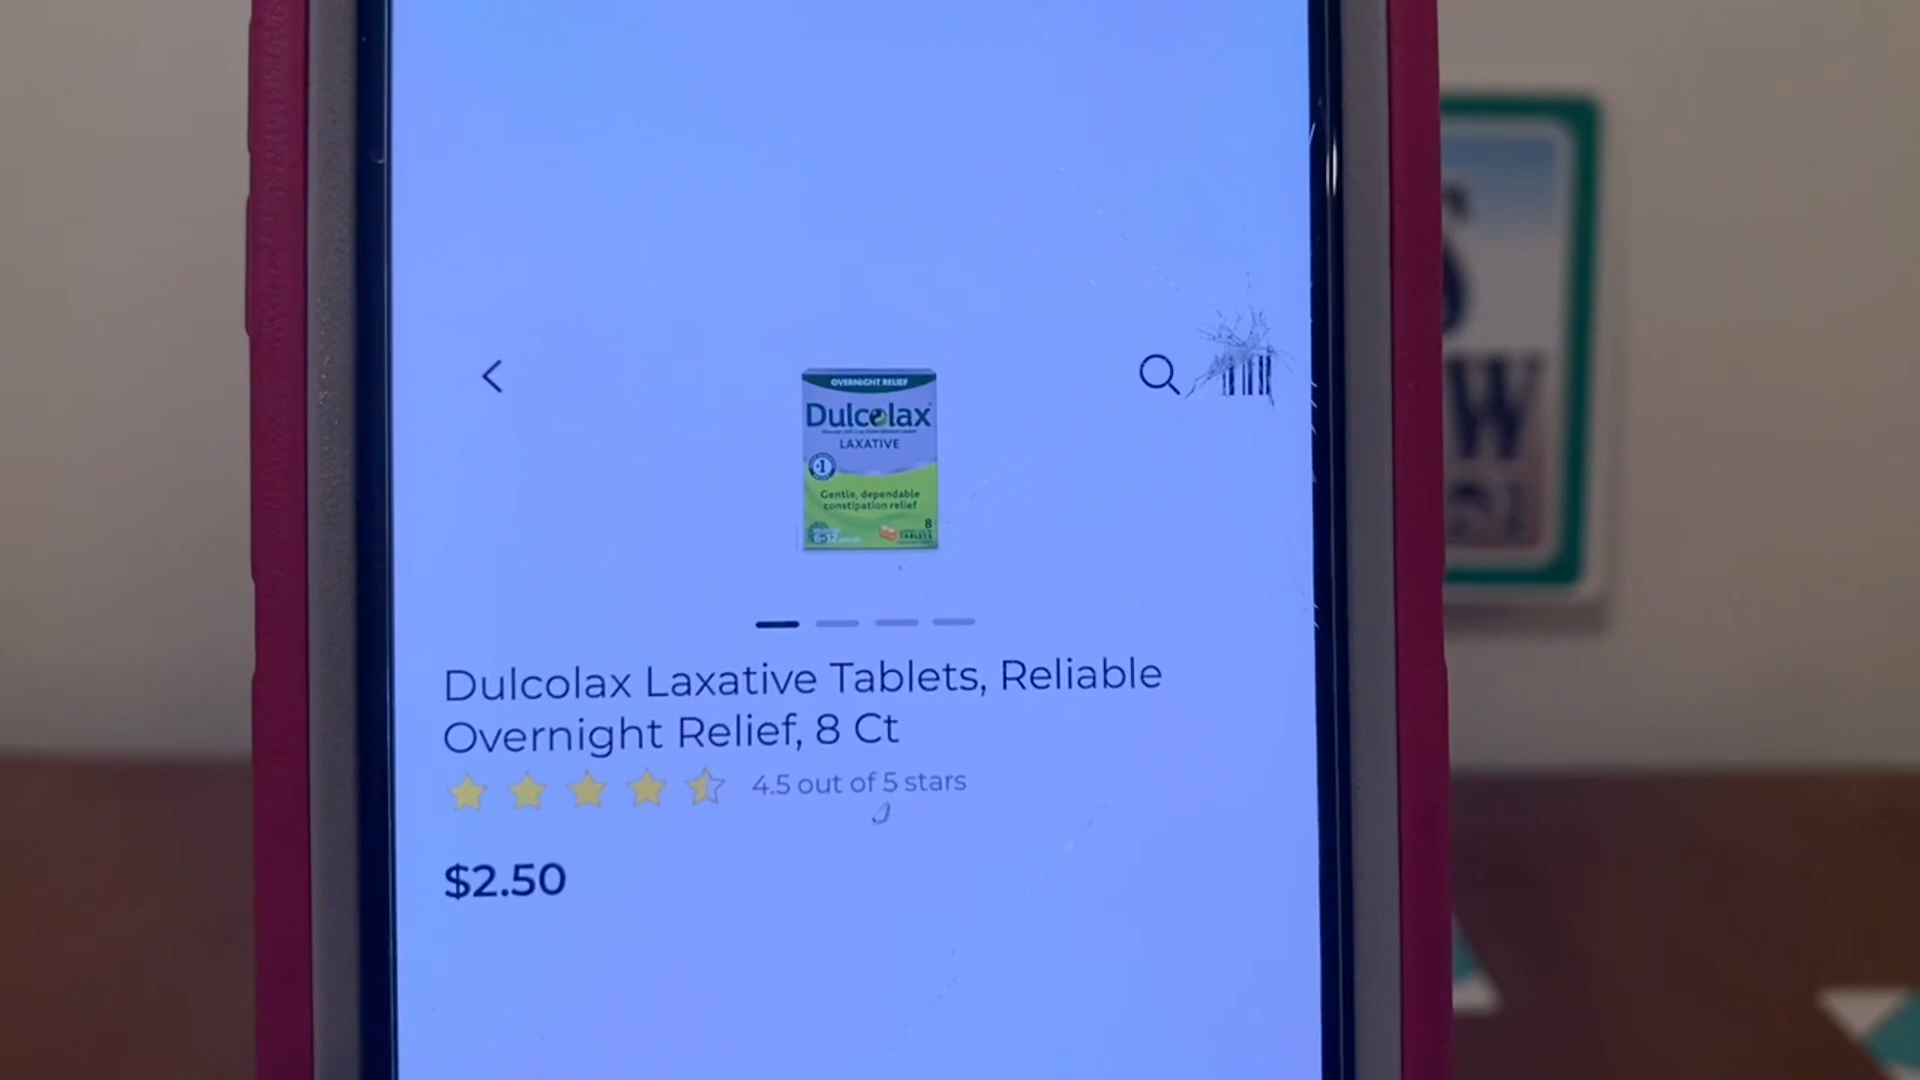 OVERNIGHT RELIEF
Dulcolax
LAXATIVE
#1
Gentle, dependable
constipation relief
8
TABLETS
Dulcolax Laxative Tablets, Reliable
Overnight Relief, 8 Ct
4.5 out of 5 stars
$2.50